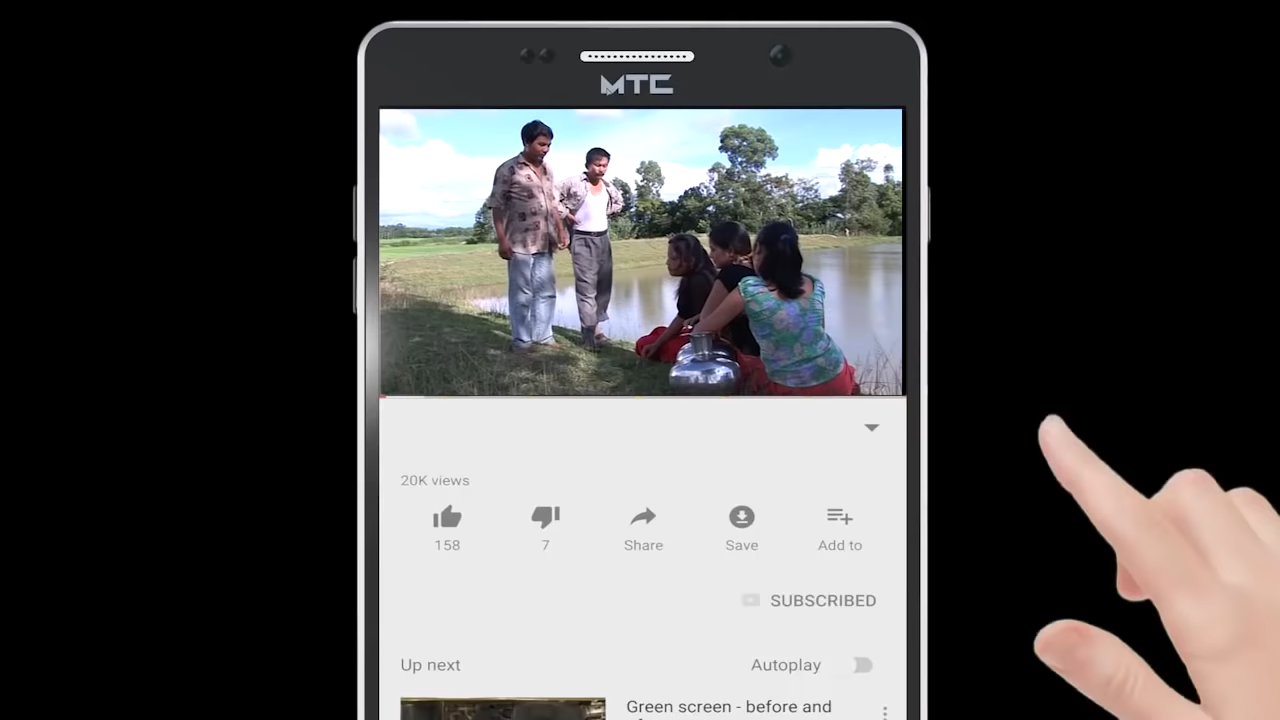 MTC
20K views
158
7
Share
Save
Add to
SUBSCRIBED
Up next
Autoplay
Green screen - before and